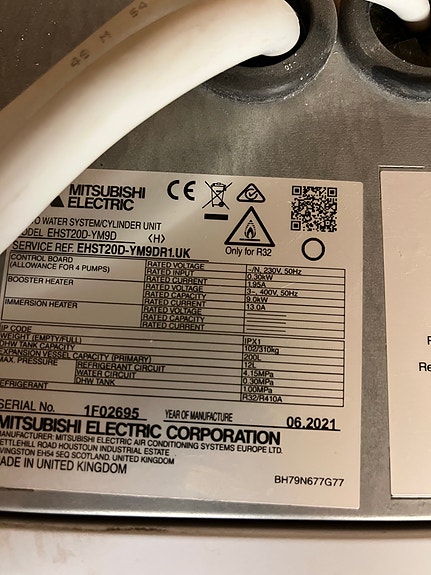 46 M 54
MITSUBISHI
ELECTRIC
CE
TO WATER SYSTEM/CYLINDER UNIT
MODEL EHST20D-YM9D <H>
SERVICE REF. EHST20D-YM9DR1.UK
Only for R32
CONTROL BOARD RATED VOLTAGE ~/N, 230V, 50Hz
(ALLOWANCE FOR 4 PUMPS) RATED INPUT 0.30kW
RATED CURRENT 1.95A
BOOSTER HEATER RATED VOLTAGE 3~, 400V, 50Hz
RATED CAPACITY 9.0kW
RATED CURRENT 13.0A
IMMERSION HEATER RATED VOLTAGE
RATED CAPACITY
RATED CURRENT
IP CODE IPX1
WEIGHT (EMPTY/FULL) 102/310kg
DHW TANK CAPACITY 200L
EXPANSION VESSEL CAPACITY (PRIMARY) 12L
MAX. PRESSURE REFRIGERATION CIRCUIT 4.15MPa
WATER CIRCUIT 0.30MPa
DHW TANK 1.00MPa
REFRIGERANT R32/R410A
SERIAL No. 1F02695 YEAR OF MANUFACTURE 06.2021
MITSUBISHI ELECTRIC CORPORATION
MANUFACTURER: MITSUBISHI ELECTRIC AIR CONDITIONING SYSTEMS EUROPE LTD.
NETTLEHILL ROAD HOUSTOUN INDUSTRIAL ESTATE
LIVINGSTON EH54 5EQ SCOTLAND, UNITED KINGDOM
MADE IN UNITED KINGDOM
BH79N677G77